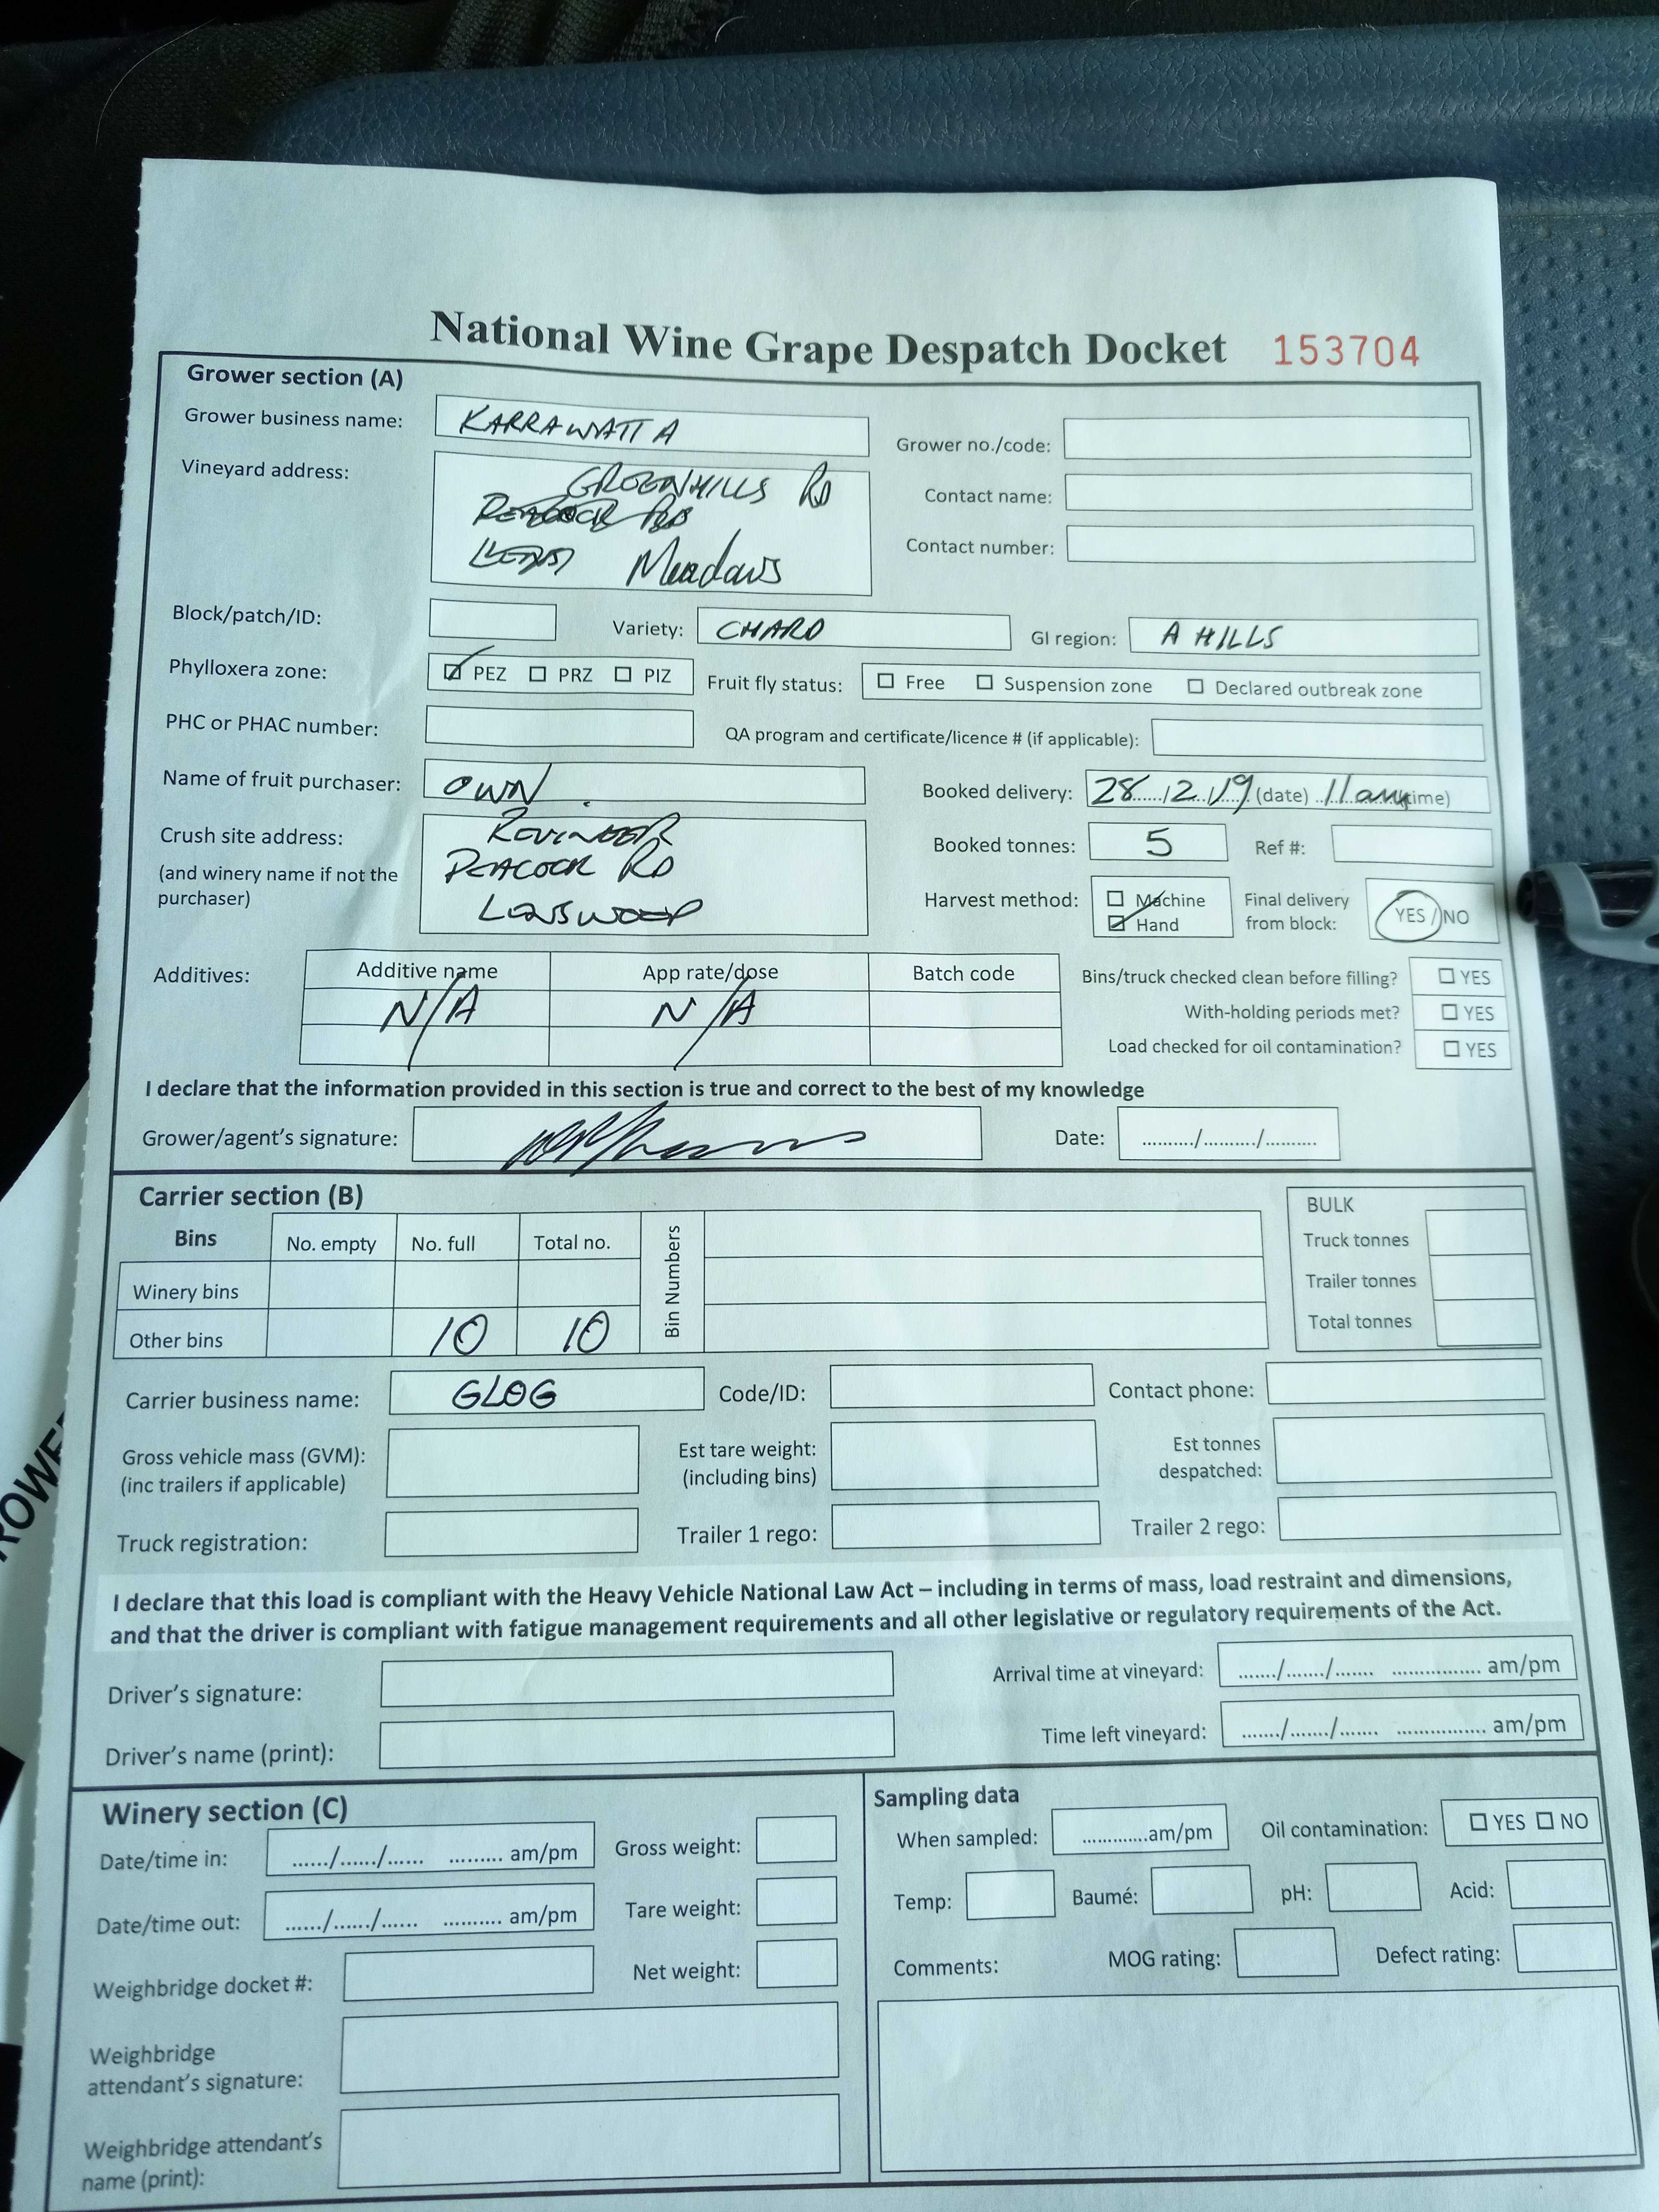 National Wine Grape Despatch Docket 153704
Grower section (A)
Grower business name: KARRAWATTA
Grower no./code:
Vineyard address: GREENHILLS RD
PEACOCK RD
LENS Meadows
Contact name:
Contact number:
Block/patch/ID: Variety: CHARD GI region: A HILLS
Phylloxera zone: ☑ PEZ ☐ PRZ ☐ PIZ Fruit fly status: ☐ Free ☐ Suspension zone ☐ Declared outbreak zone
PHC or PHAC number: QA program and certificate/licence # (if applicable):
Name of fruit purchaser: OWN. Booked delivery: 28/12/19 (date) 11am (time)
Crush site address:
(and winery name if not the
purchaser)
PEACOCK RD
LENSWOOD
Booked tonnes: 5 Ref #:
Harvest method: ☐ Machine
☑ Hand
Final delivery
from block: YES / NO
Additives: Additive name App rate/dose Batch code
N/A N/A
Bins/truck checked clean before filling? ☐ YES
With-holding periods met? ☐ YES
Load checked for oil contamination? ☐ YES
I declare that the information provided in this section is true and correct to the best of my knowledge
Grower/agent's signature: Date: ........../........../..........
Carrier section (B)
Bins No. empty No. full Total no. Bin Numbers
Winery bins
Other bins 10 10
BULK
Truck tonnes
Trailer tonnes
Total tonnes
Carrier business name: GLOG Code/ID: Contact phone:
Gross vehicle mass (GVM):
(inc trailers if applicable)
Est tare weight:
(including bins)
Est tonnes
despatched:
Truck registration: Trailer 1 rego: Trailer 2 rego:
I declare that this load is compliant with the Heavy Vehicle National Law Act – including in terms of mass, load restraint and dimensions,
and that the driver is compliant with fatigue management requirements and all other legislative or regulatory requirements of the Act.
Driver's signature: Arrival time at vineyard: ......./......./....... ................ am/pm
Driver's name (print): Time left vineyard: ......./......./....... ................ am/pm
Winery section (C)
Date/time in: ....../....../...... ......... am/pm Gross weight:
Date/time out: ....../....../...... .......... am/pm Tare weight:
Weighbridge docket #: Net weight:
Weighbridge
attendant's signature:
Weighbridge attendant's
name (print):
Sampling data
When sampled: .............am/pm Oil contamination: ☐ YES ☐ NO
Temp: Baumé: pH: Acid:
Comments: MOG rating: Defect rating: